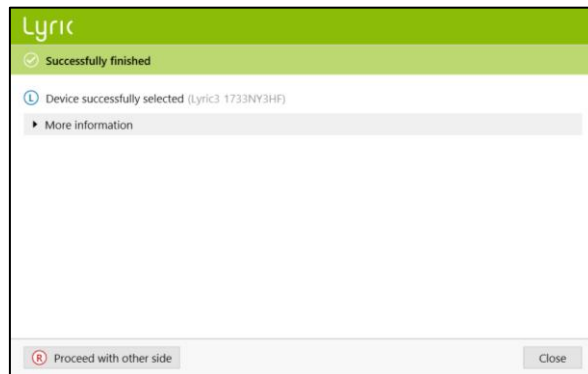 Lyric
Successfully finished
L Device successfully selected (Lyric3 1733NY3HF)
More information
R Proceed with other side
Close